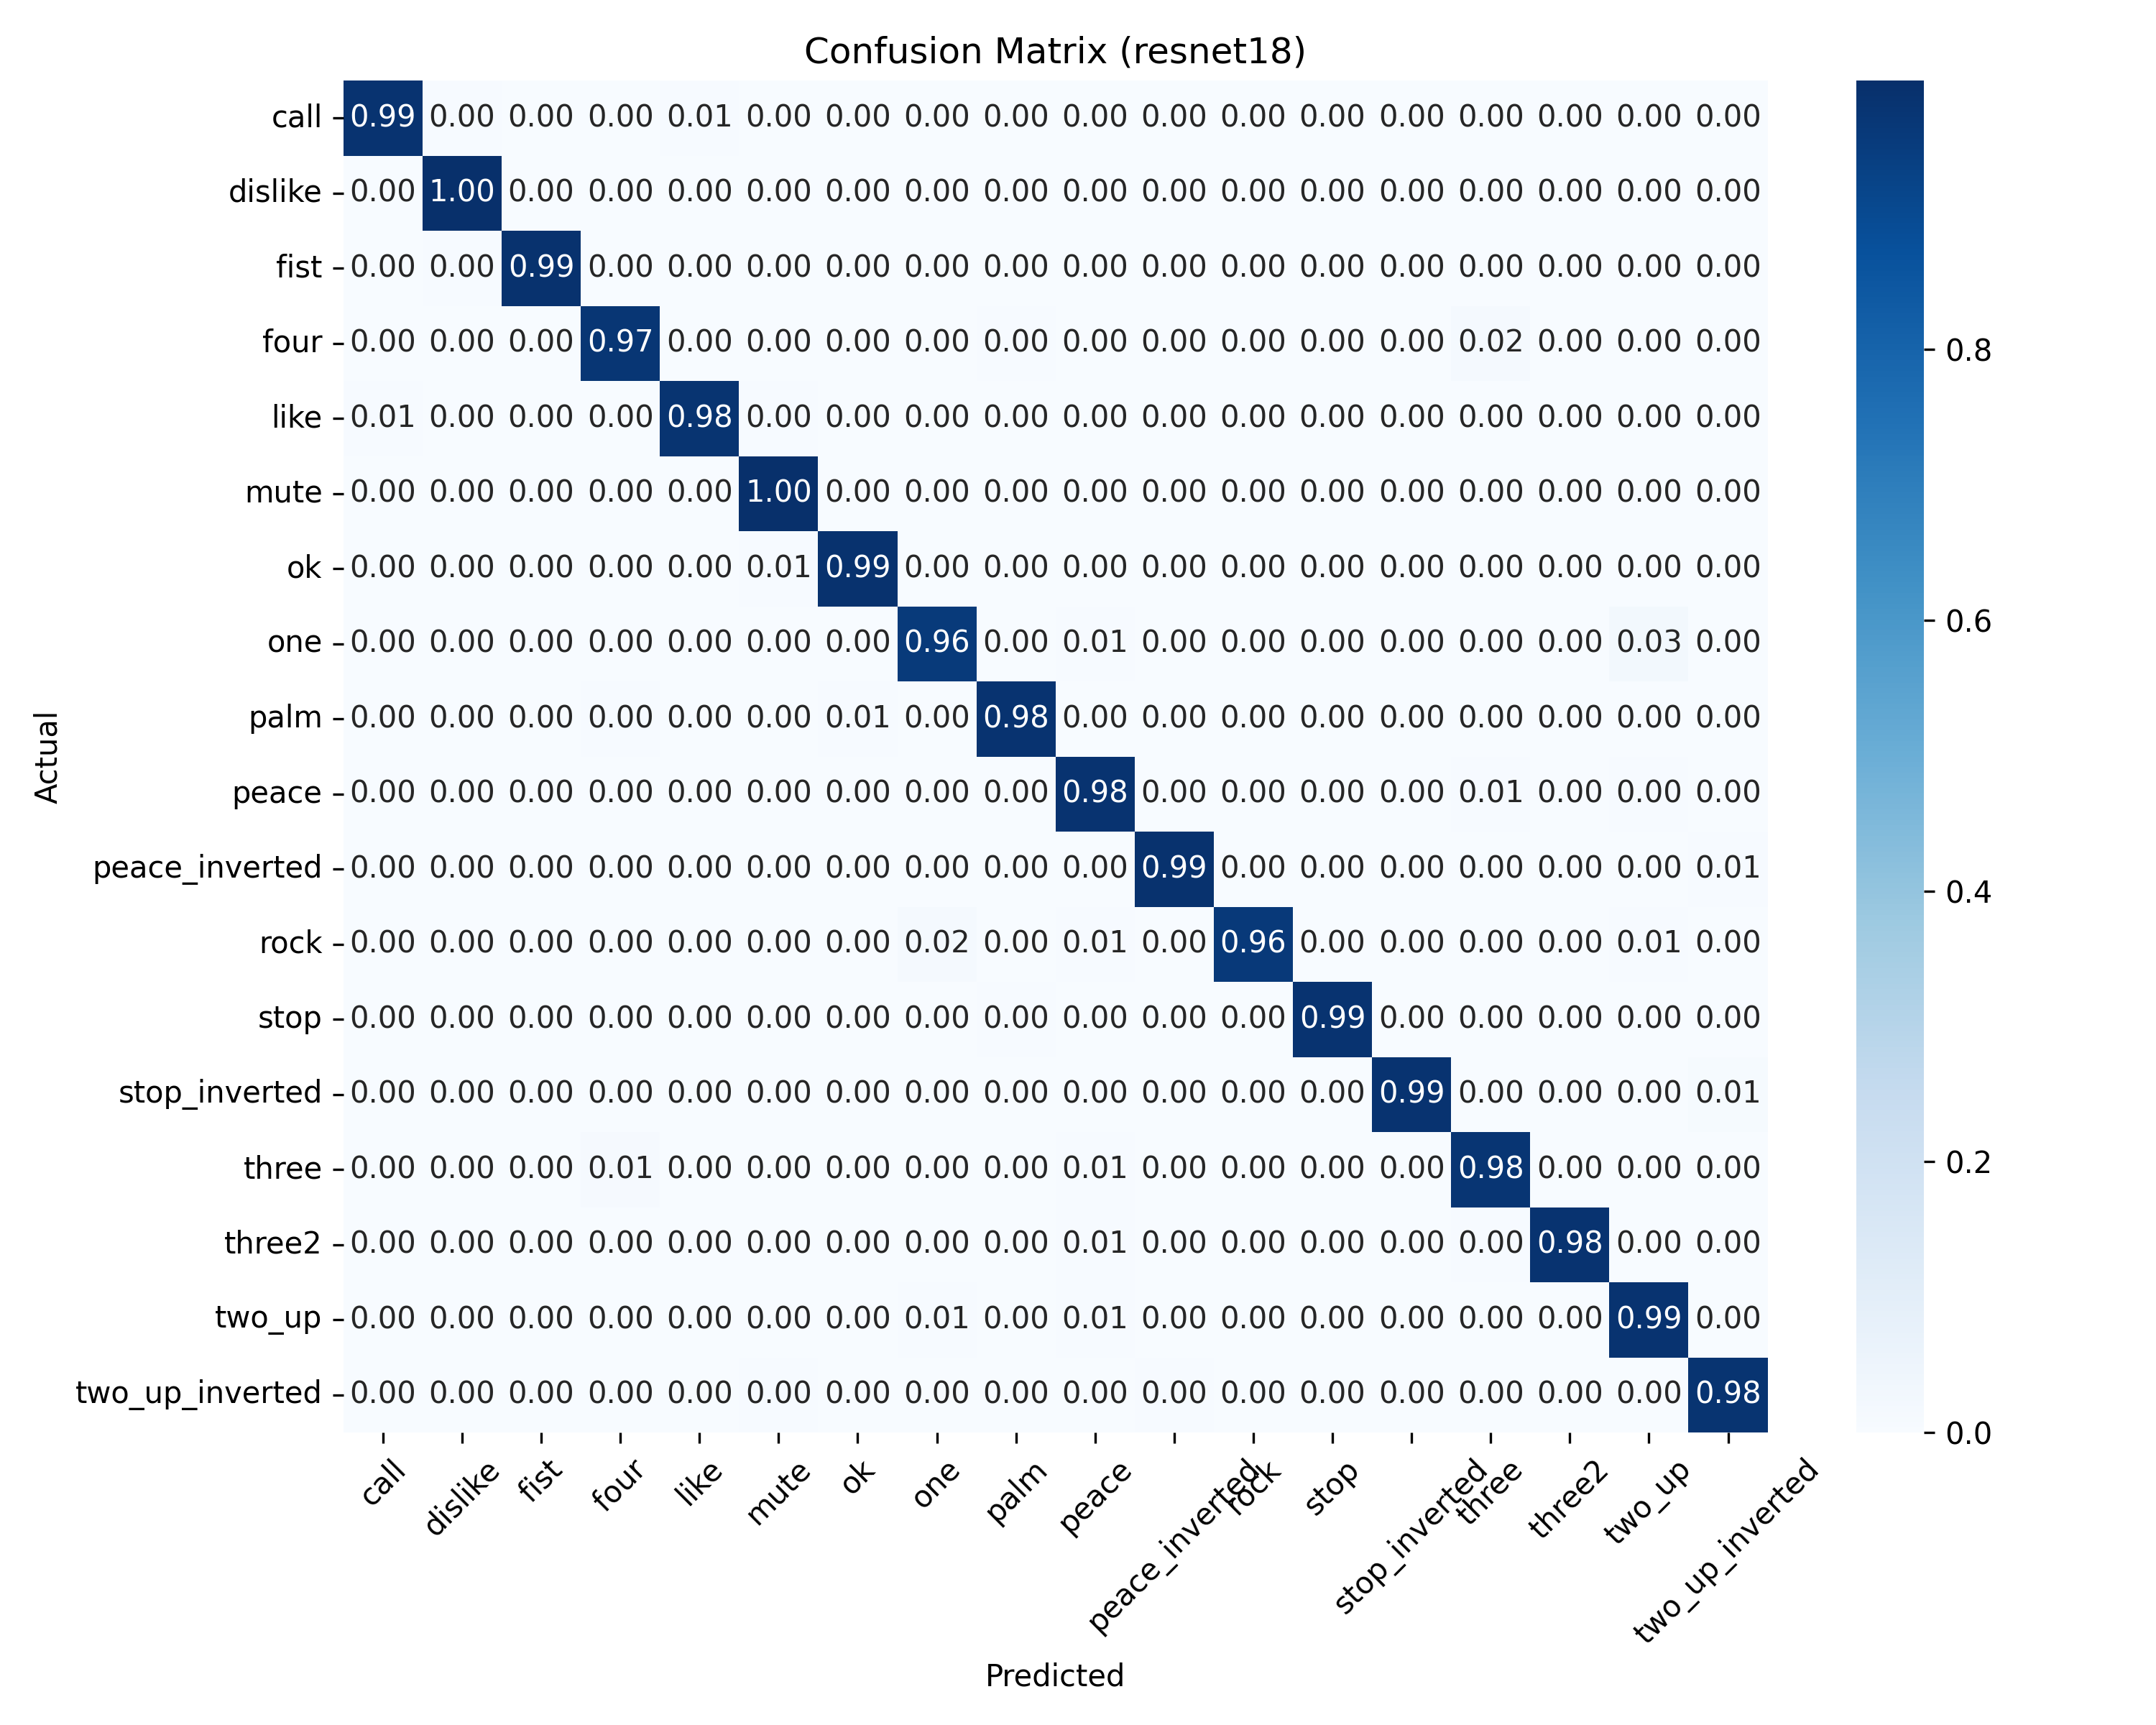 Confusion Matrix (resnet18)
call 0.99 0.00 0.00 0.00 0.01 0.00 0.00 0.00 0.00 0.00 0.00 0.00 0.00 0.00 0.00 0.00 0.00 0.00
dislike 0.00 1.00 0.00 0.00 0.00 0.00 0.00 0.00 0.00 0.00 0.00 0.00 0.00 0.00 0.00 0.00 0.00 0.00
fist 0.00 0.00 0.99 0.00 0.00 0.00 0.00 0.00 0.00 0.00 0.00 0.00 0.00 0.00 0.00 0.00 0.00 0.00
four 0.00 0.00 0.00 0.97 0.00 0.00 0.00 0.00 0.00 0.00 0.00 0.00 0.00 0.00 0.02 0.00 0.00 0.00
0.8
like 0.01 0.00 0.00 0.00 0.98 0.00 0.00 0.00 0.00 0.00 0.00 0.00 0.00 0.00 0.00 0.00 0.00 0.00
mute 0.00 0.00 0.00 0.00 0.00 1.00 0.00 0.00 0.00 0.00 0.00 0.00 0.00 0.00 0.00 0.00 0.00 0.00
ok 0.00 0.00 0.00 0.00 0.00 0.01 0.99 0.00 0.00 0.00 0.00 0.00 0.00 0.00 0.00 0.00 0.00 0.00
0.6
one 0.00 0.00 0.00 0.00 0.00 0.00 0.00 0.96 0.00 0.01 0.00 0.00 0.00 0.00 0.00 0.00 0.03 0.00
palm 0.00 0.00 0.00 0.00 0.00 0.00 0.01 0.00 0.98 0.00 0.00 0.00 0.00 0.00 0.00 0.00 0.00 0.00
Actual
peace 0.00 0.00 0.00 0.00 0.00 0.00 0.00 0.00 0.00 0.98 0.00 0.00 0.00 0.00 0.01 0.00 0.00 0.00
peace_inverted 0.00 0.00 0.00 0.00 0.00 0.00 0.00 0.00 0.00 0.00 0.99 0.00 0.00 0.00 0.00 0.00 0.00 0.01
0.4
rock 0.00 0.00 0.00 0.00 0.00 0.00 0.00 0.02 0.00 0.01 0.00 0.96 0.00 0.00 0.00 0.00 0.01 0.00
stop 0.00 0.00 0.00 0.00 0.00 0.00 0.00 0.00 0.00 0.00 0.00 0.00 0.99 0.00 0.00 0.00 0.00 0.00
stop_inverted 0.00 0.00 0.00 0.00 0.00 0.00 0.00 0.00 0.00 0.00 0.00 0.00 0.00 0.99 0.00 0.00 0.00 0.01
three 0.00 0.00 0.00 0.01 0.00 0.00 0.00 0.00 0.00 0.01 0.00 0.00 0.00 0.00 0.98 0.00 0.00 0.00
0.2
three2 0.00 0.00 0.00 0.00 0.00 0.00 0.00 0.00 0.00 0.01 0.00 0.00 0.00 0.00 0.00 0.98 0.00 0.00
two_up 0.00 0.00 0.00 0.00 0.00 0.00 0.00 0.01 0.00 0.01 0.00 0.00 0.00 0.00 0.00 0.00 0.99 0.00
two_up_inverted 0.00 0.00 0.00 0.00 0.00 0.00 0.00 0.00 0.00 0.00 0.00 0.00 0.00 0.00 0.00 0.00 0.00 0.98
0.0
call dislike fist four like mute ok one palm peace peace_inverted rock stop stop_inverted three three2 two_up two_up_inverted
Predicted